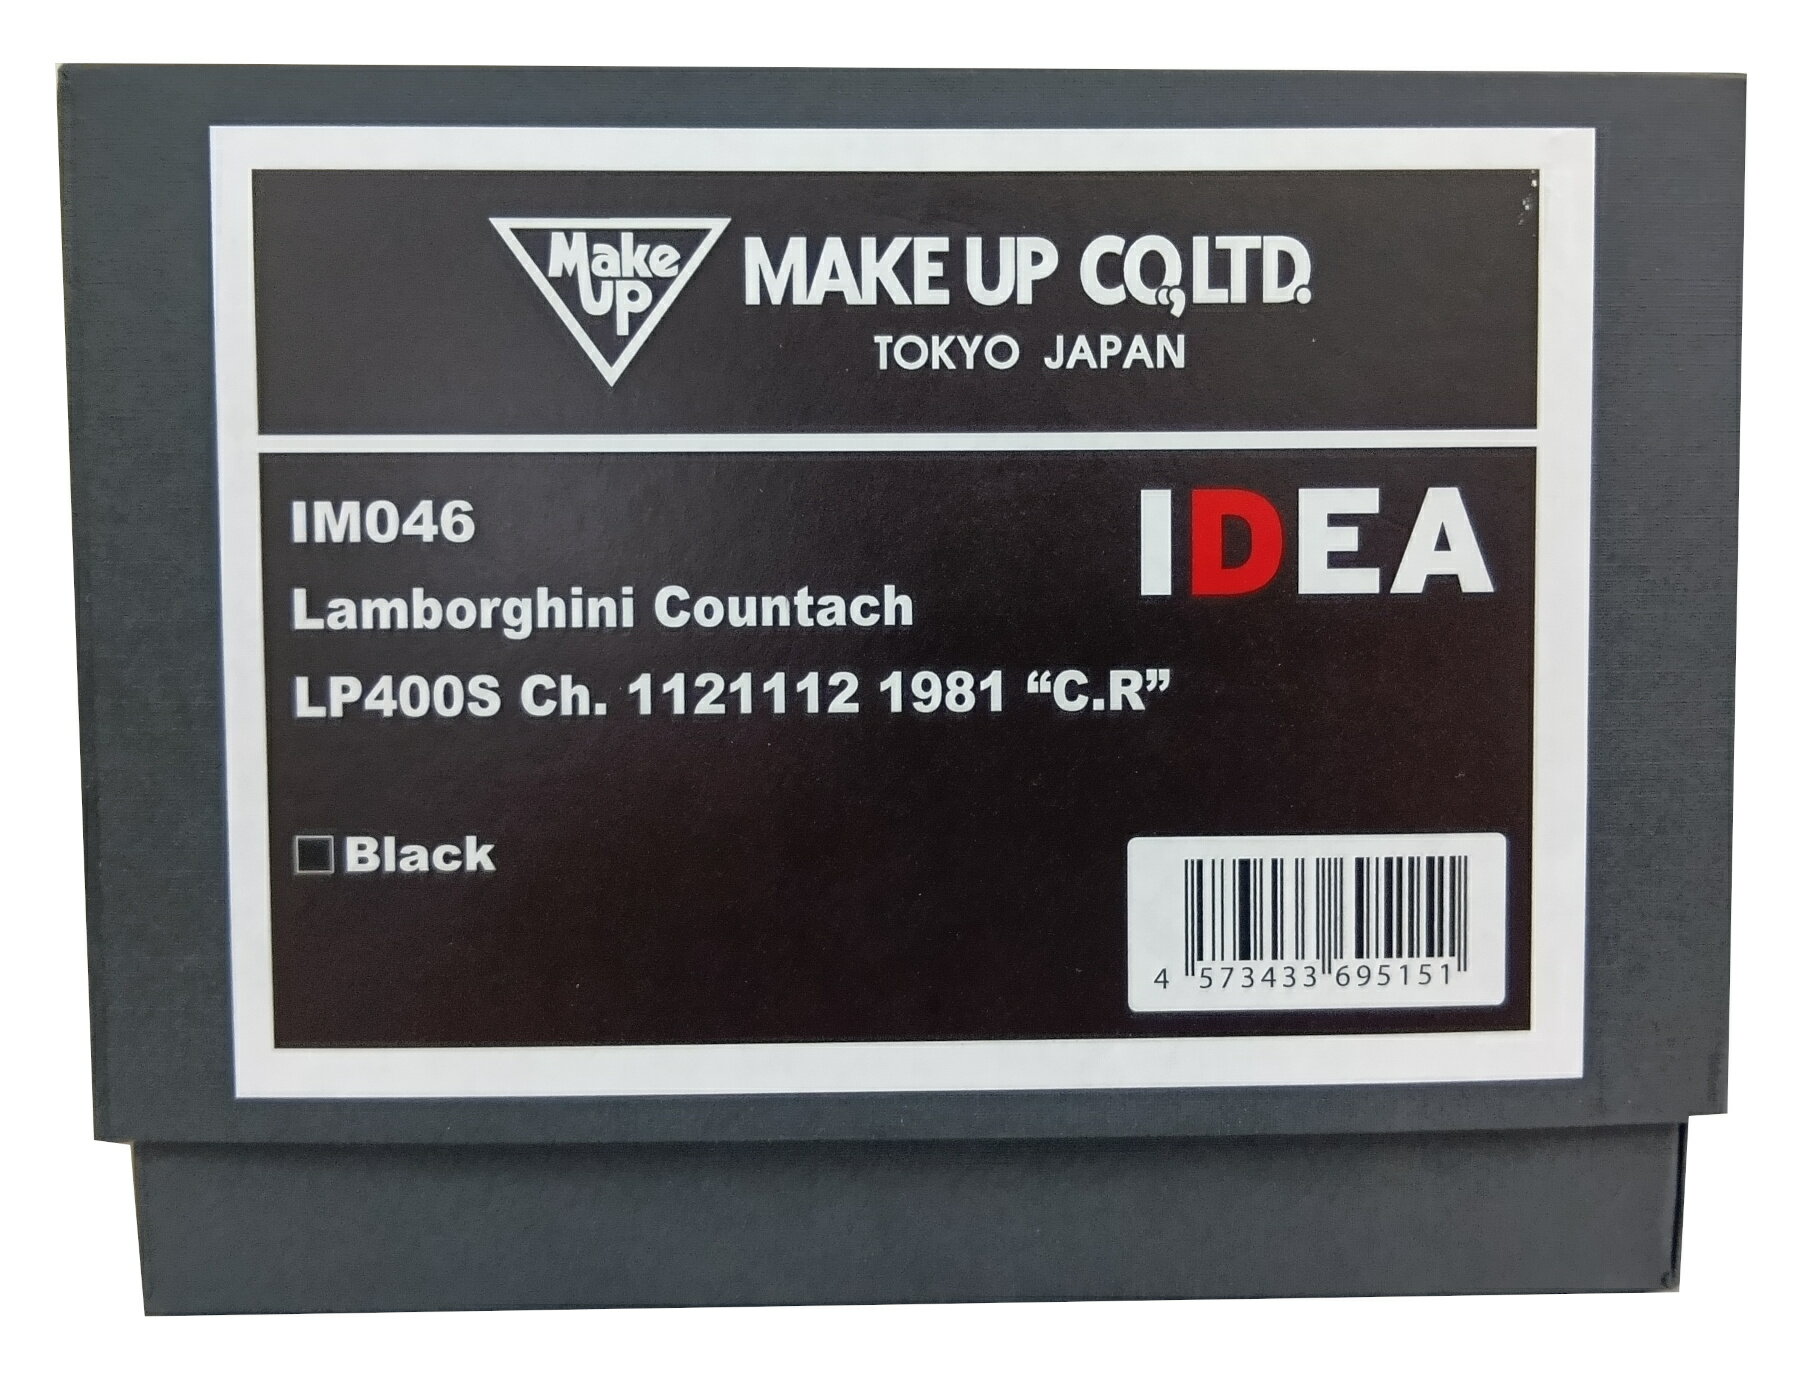 Make Up
MAKE UP CO.,LTD.
TOKYO JAPAN
IDEA
IM046
Lamborghini Countach
LP400S Ch. 1121112 1981 “C.R”
Black
4 573433 695151